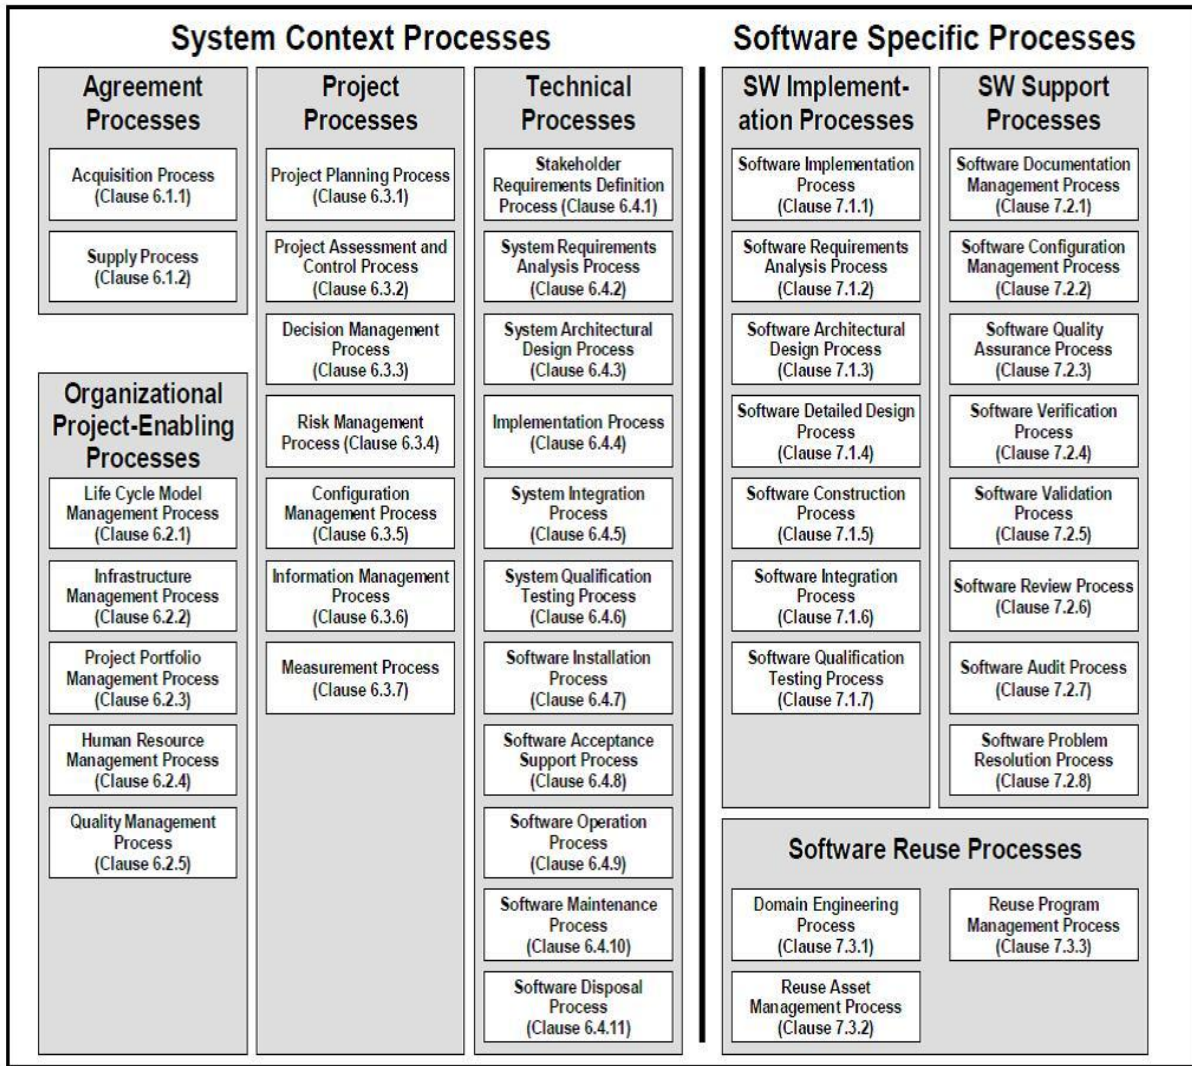 System Context Processes
Software Specific Processes
Agreement
Processes
Acquisition Process
(Clause 6.1.1)
Supply Process
(Clause 6.1.2)
Organizational
Project-Enabling
Processes
Life Cycle Model
Management Process
(Clause 6.2.1)
Infrastructure
Management Process
(Clause 6.2.2)
Project Portfolio
Management Process
(Clause 6.2.3)
Human Resource
Management Process
(Clause 6.2.4)
Quality Management
Process
(Clause 6.2.5)
Project
Processes
Project Planning Process
(Clause 6.3.1)
Project Assessment and
Control Process
(Clause 6.3.2)
Decision Management
Process
(Clause 6.3.3)
Risk Management
Process (Clause 6.3.4)
Configuration
Management Process
(Clause 6.3.5)
Information Management
Process
(Clause 6.3.6)
Measurement Process
(Clause 6.3.7)
Technical
Processes
Stakeholder
Requirements Definition
Process (Clause 6.4.1)
System Requirements
Analysis Process
(Clause 6.4.2)
System Architectural
Design Process
(Clause 6.4.3)
Implementation Process
(Clause 6.4.4)
System Integration
Process
(Clause 6.4.5)
System Qualification
Testing Process
(Clause 6.4.6)
Software Installation
Process
(Clause 6.4.7)
Software Acceptance
Support Process
(Clause 6.4.8)
Software Operation
Process
(Clause 6.4.9)
Software Maintenance
Process
(Clause 6.4.10)
Software Disposal
Process
(Clause 6.4.11)
SW Implement-
ation Processes
Software Implementation
Process
(Clause 7.1.1)
Software Requirements
Analysis Process
(Clause 7.1.2)
Software Architectural
Design Process
(Clause 7.1.3)
Software Detailed Design
Process
(Clause 7.1.4)
Software Construction
Process
(Clause 7.1.5)
Software Integration
Process
(Clause 7.1.6)
Software Qualification
Testing Process
(Clause 7.1.7)
SW Support
Processes
Software Documentation
Management Process
(Clause 7.2.1)
Software Configuration
Management Process
(Clause 7.2.2)
Software Quality
Assurance Process
(Clause 7.2.3)
Software Verification
Process
(Clause 7.2.4)
Software Validation
Process
(Clause 7.2.5)
Software Review Process
(Clause 7.2.6)
Software Audit Process
(Clause 7.2.7)
Software Problem
Resolution Process
(Clause 7.2.8)
Software Reuse Processes
Domain Engineering
Process
(Clause 7.3.1)
Reuse Asset
Management Process
(Clause 7.3.2)
Reuse Program
Management Process
(Clause 7.3.3)